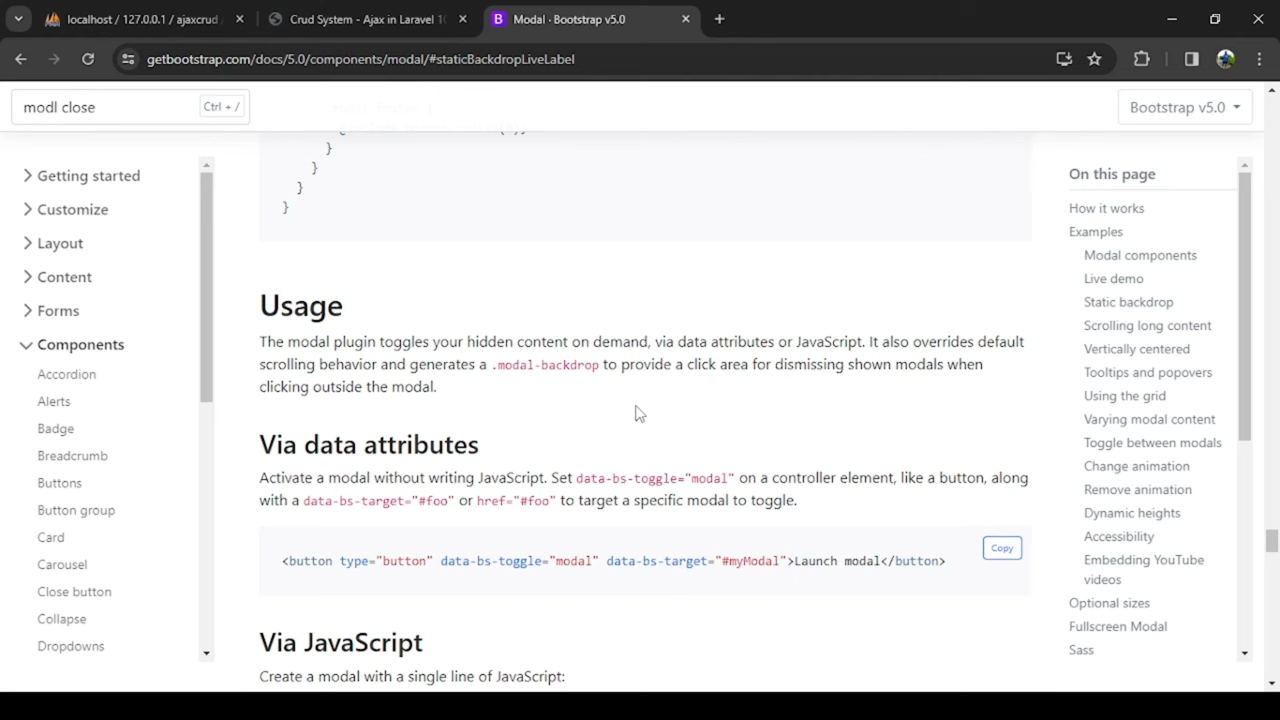 localhost / 127.0.0.1 / ajaxcrud
Crud System - Ajax in Laravel 10
Modal · Bootstrap v5.0
getbootstrap.com/docs/5.0/components/modal/#staticBackdropLiveLabel
modl close
Ctrl + /
Bootstrap v5.0
Getting started
Customize
Layout
Content
Forms
Components
Accordion
Alerts
Badge
Breadcrumb
Buttons
Button group
Card
Carousel
Close button
Collapse
Dropdowns
}
}
}
}
Usage
The modal plugin toggles your hidden content on demand, via data attributes or JavaScript. It also overrides default
scrolling behavior and generates a .modal-backdrop to provide a click area for dismissing shown modals when
clicking outside the modal.
Via data attributes
Activate a modal without writing JavaScript. Set data-bs-toggle="modal" on a controller element, like a button, along
with a data-bs-target="#foo" or href="#foo" to target a specific modal to toggle.
Copy
<button type="button" data-bs-toggle="modal" data-bs-target="#myModal">Launch modal</button>
Via JavaScript
Create a modal with a single line of JavaScript:
On this page
How it works
Examples
Modal components
Live demo
Static backdrop
Scrolling long content
Vertically centered
Tooltips and popovers
Using the grid
Varying modal content
Toggle between modals
Change animation
Remove animation
Dynamic heights
Accessibility
Embedding YouTube
videos
Optional sizes
Fullscreen Modal
Sass